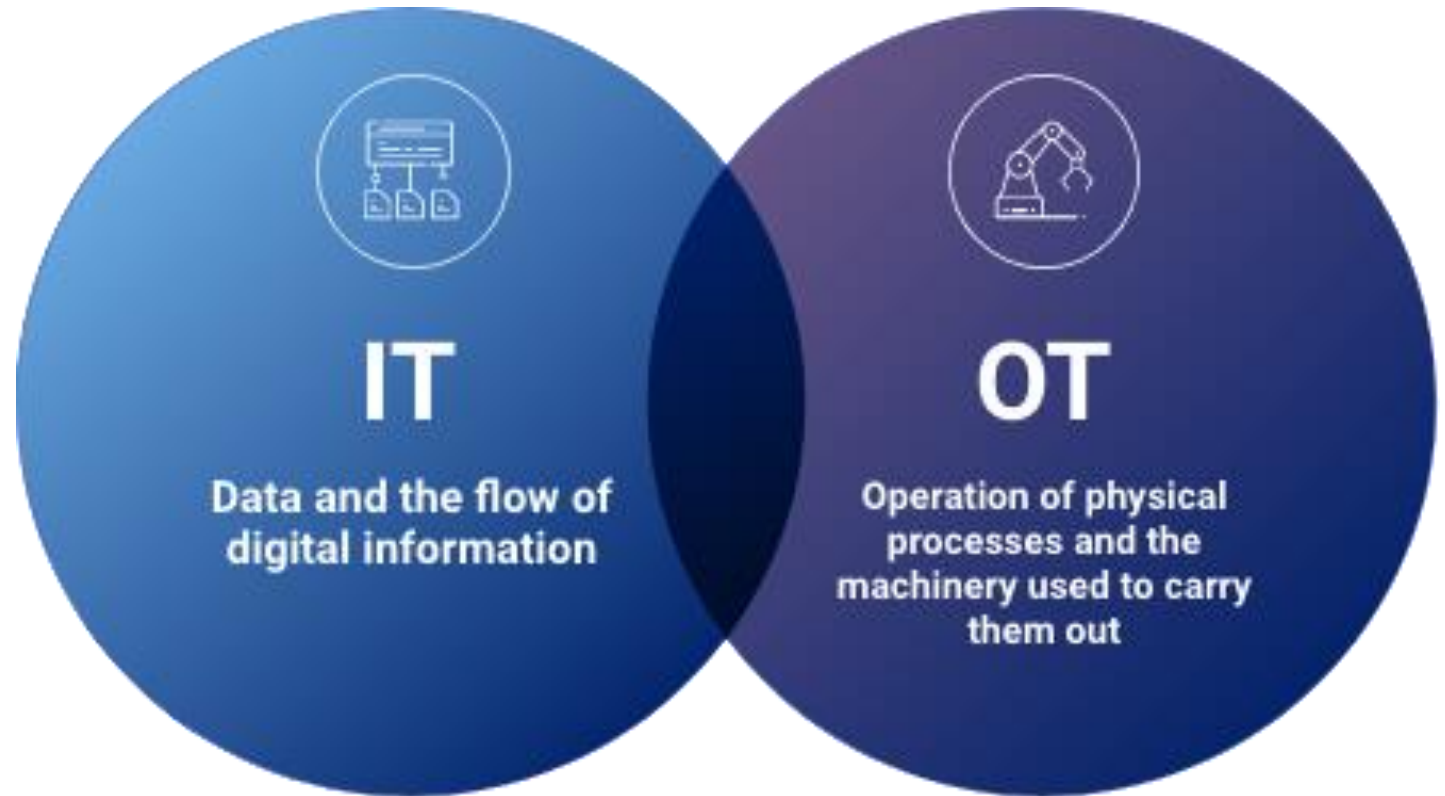 IT
Data and the flow of
digital information
OT
Operation of physical
processes and the
machinery used to carry
them out